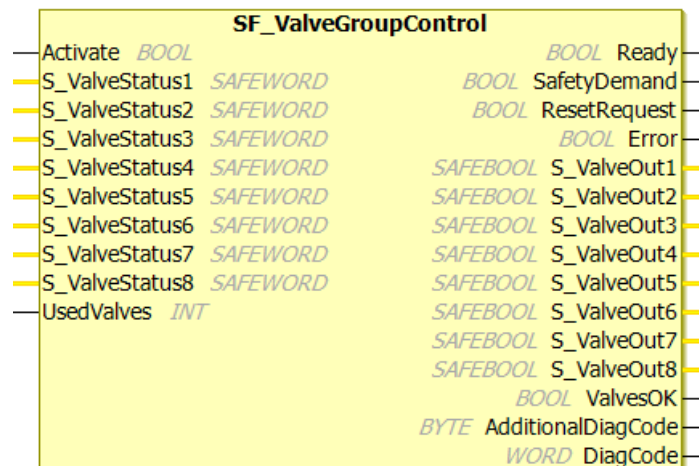 SF_ValveGroupControl
Activate BOOL BOOL Ready
S_ValveStatus1 SAFEWORD BOOL SafetyDemand
S_ValveStatus2 SAFEWORD BOOL ResetRequest
S_ValveStatus3 SAFEWORD BOOL Error
S_ValveStatus4 SAFEWORD SAFEBOOL S_ValveOut1
S_ValveStatus5 SAFEWORD SAFEBOOL S_ValveOut2
S_ValveStatus6 SAFEWORD SAFEBOOL S_ValveOut3
S_ValveStatus7 SAFEWORD SAFEBOOL S_ValveOut4
S_ValveStatus8 SAFEWORD SAFEBOOL S_ValveOut5
UsedValves INT SAFEBOOL S_ValveOut6
SAFEBOOL S_ValveOut7
SAFEBOOL S_ValveOut8
BOOL ValvesOK
BYTE AdditionalDiagCode
WORD DiagCode